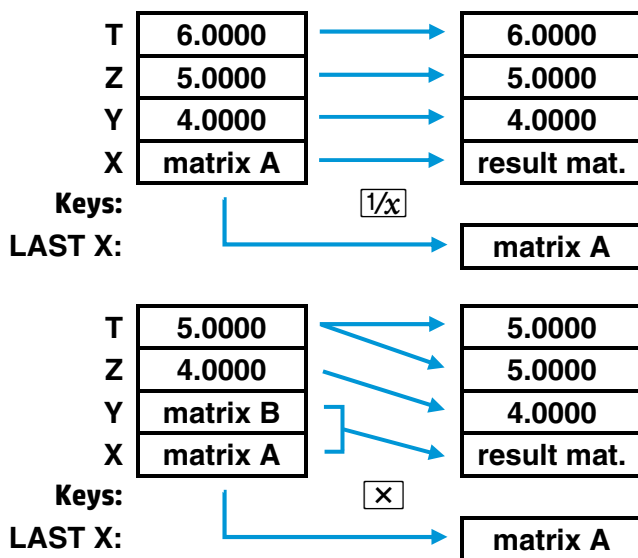 T 6.0000 6.0000
Z 5.0000 5.0000
Y 4.0000 4.0000
X matrix A result mat.
Keys: 1/x
LAST X: matrix A
T 5.0000 5.0000
Z 4.0000 5.0000
Y matrix B 4.0000
X matrix A result mat.
Keys: ×
LAST X: matrix A